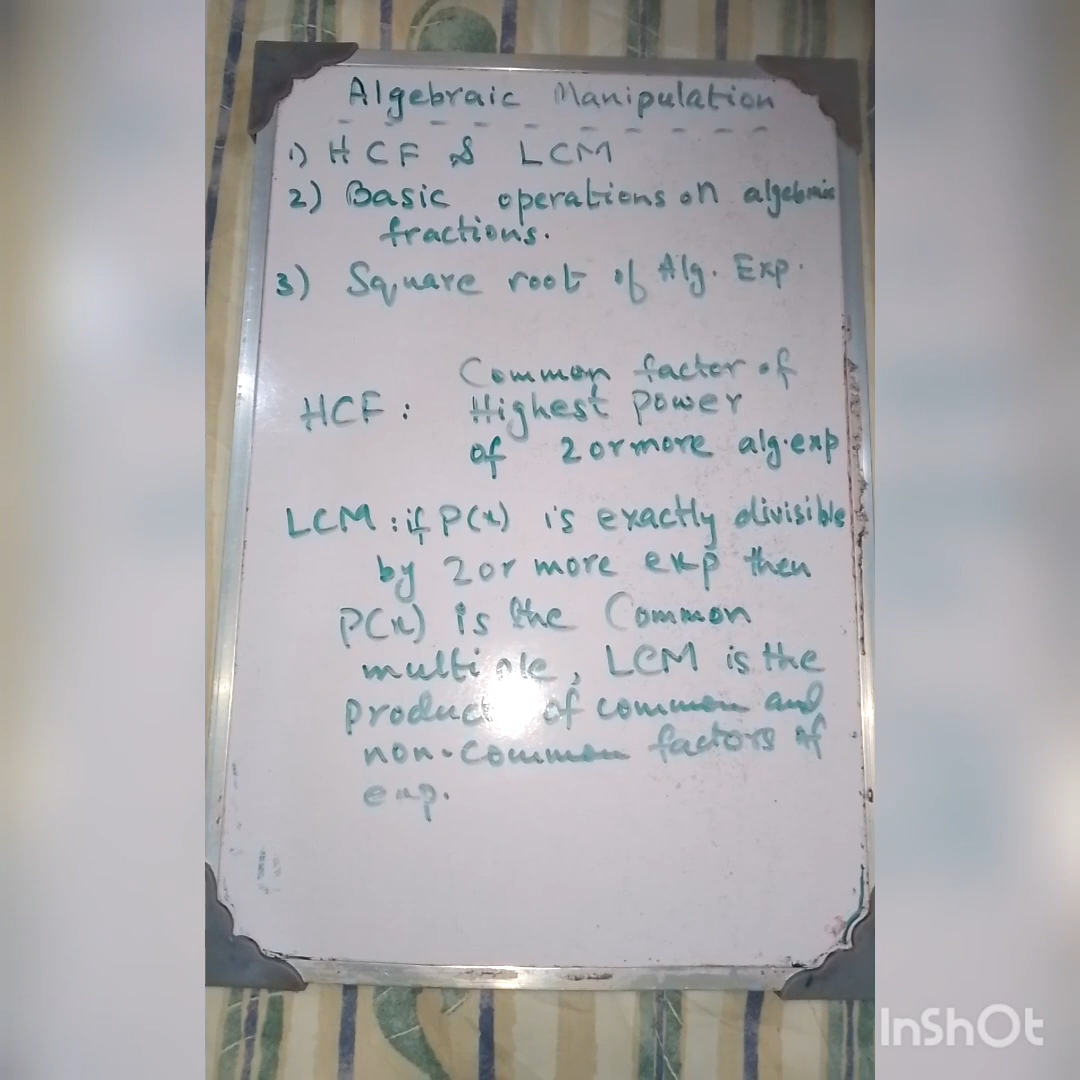 Algebraic Manipulation
1) HCF & LCM
2) Basic operations on algebraic
fractions.
3) Square root of Alg. Exp.
Common factor of
HCF : Highest power
of 2 or more alg.exp
LCM : if P(x) is exactly divisible
by 2 or more exp then
P(x) is the Common
multiple, LCM is the
product of common and
non-common factors of
exp.
InShOt